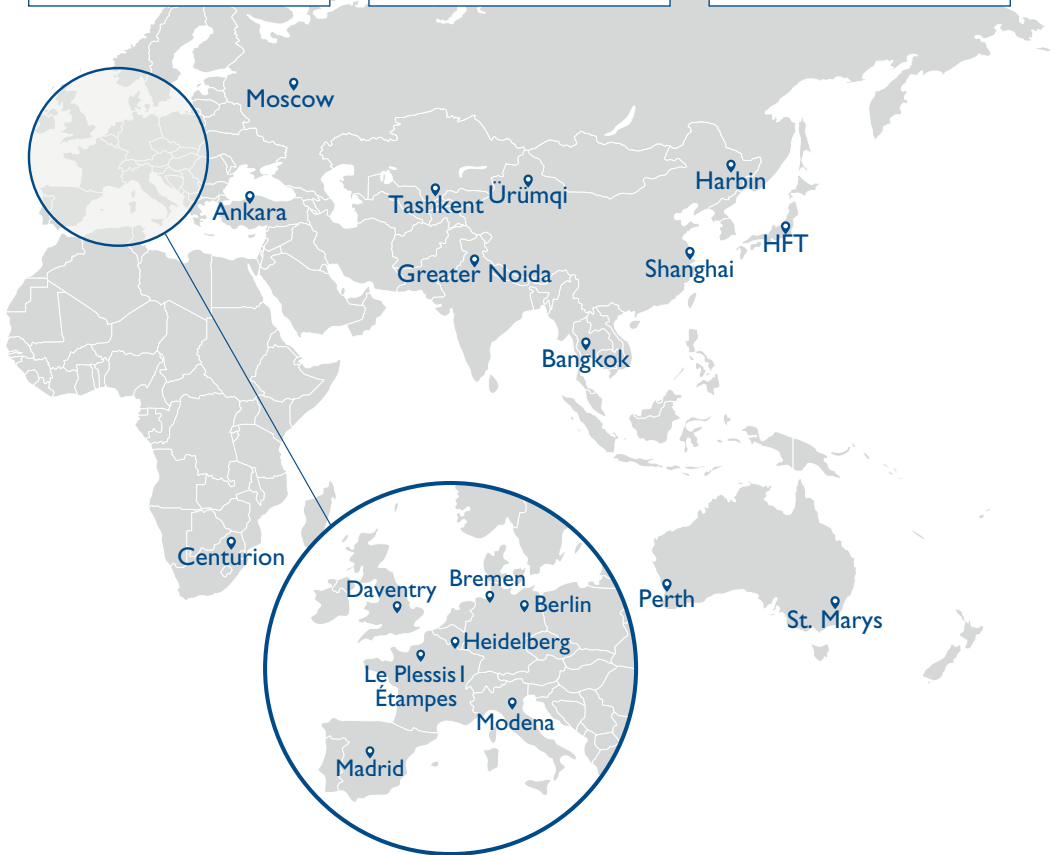 Moscow
Harbin
Ürümqi
Tashkent
Ankara
HFT
Shanghai
Greater Noida
Bangkok
Centurion
Bremen
Daventry
Berlin
Perth
St. Marys
Heidelberg
Le Plessis I
Étampes
Modena
Madrid